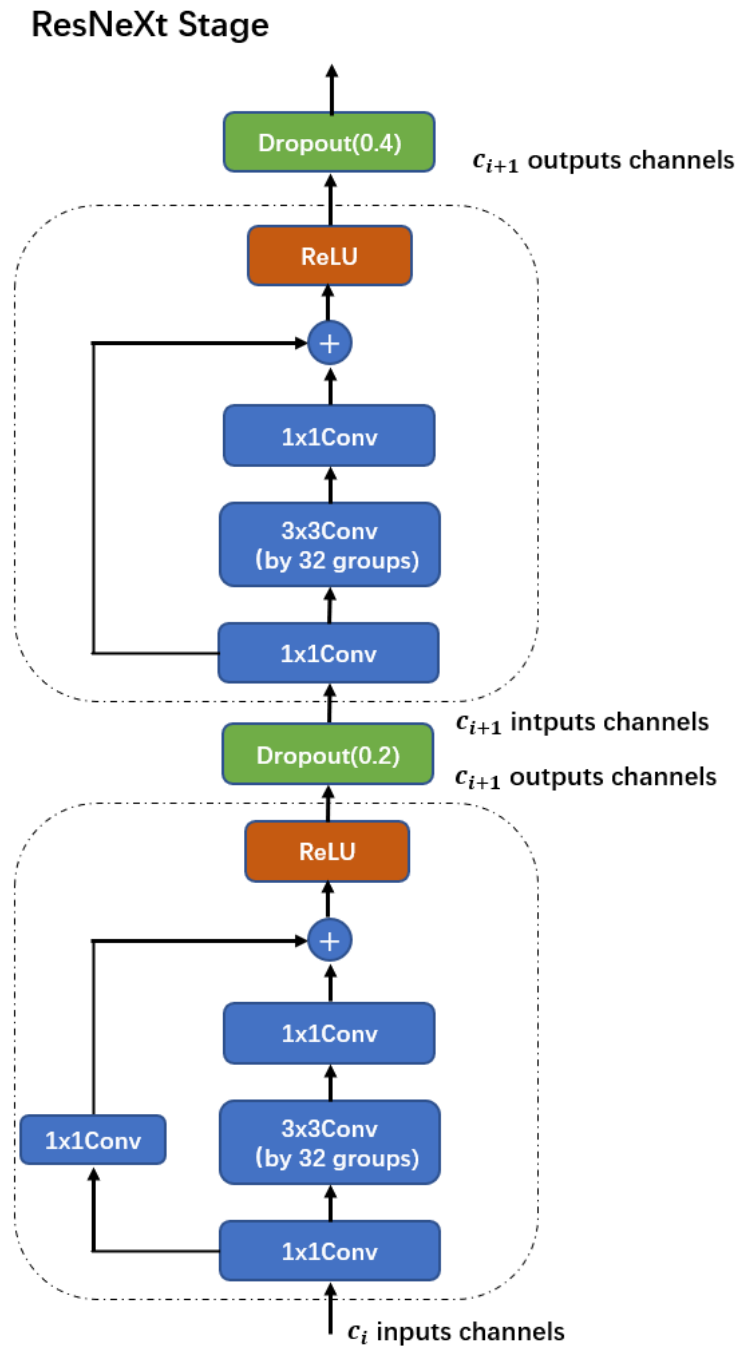 ResNeXt Stage
Dropout(0.4)
c_{i+1} outputs channels
ReLU
+
1x1Conv
3x3Conv
(by 32 groups)
1x1Conv
c_{i+1} intputs channels
Dropout(0.2)
c_{i+1} outputs channels
ReLU
+
1x1Conv
3x3Conv
(by 32 groups)
1x1Conv
1x1Conv
c_i inputs channels